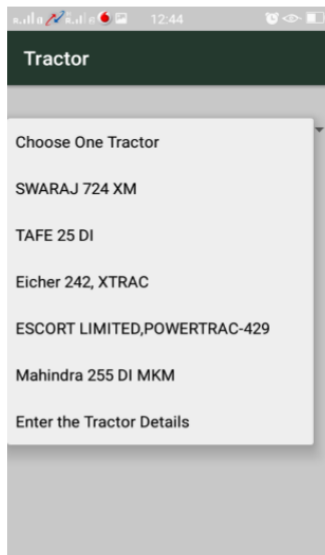 12:44
Tractor
Choose One Tractor
SWARAJ 724 XM
TAFE 25 DI
Eicher 242, XTRAC
ESCORT LIMITED,POWERTRAC-429
Mahindra 255 DI MKM
Enter the Tractor Details